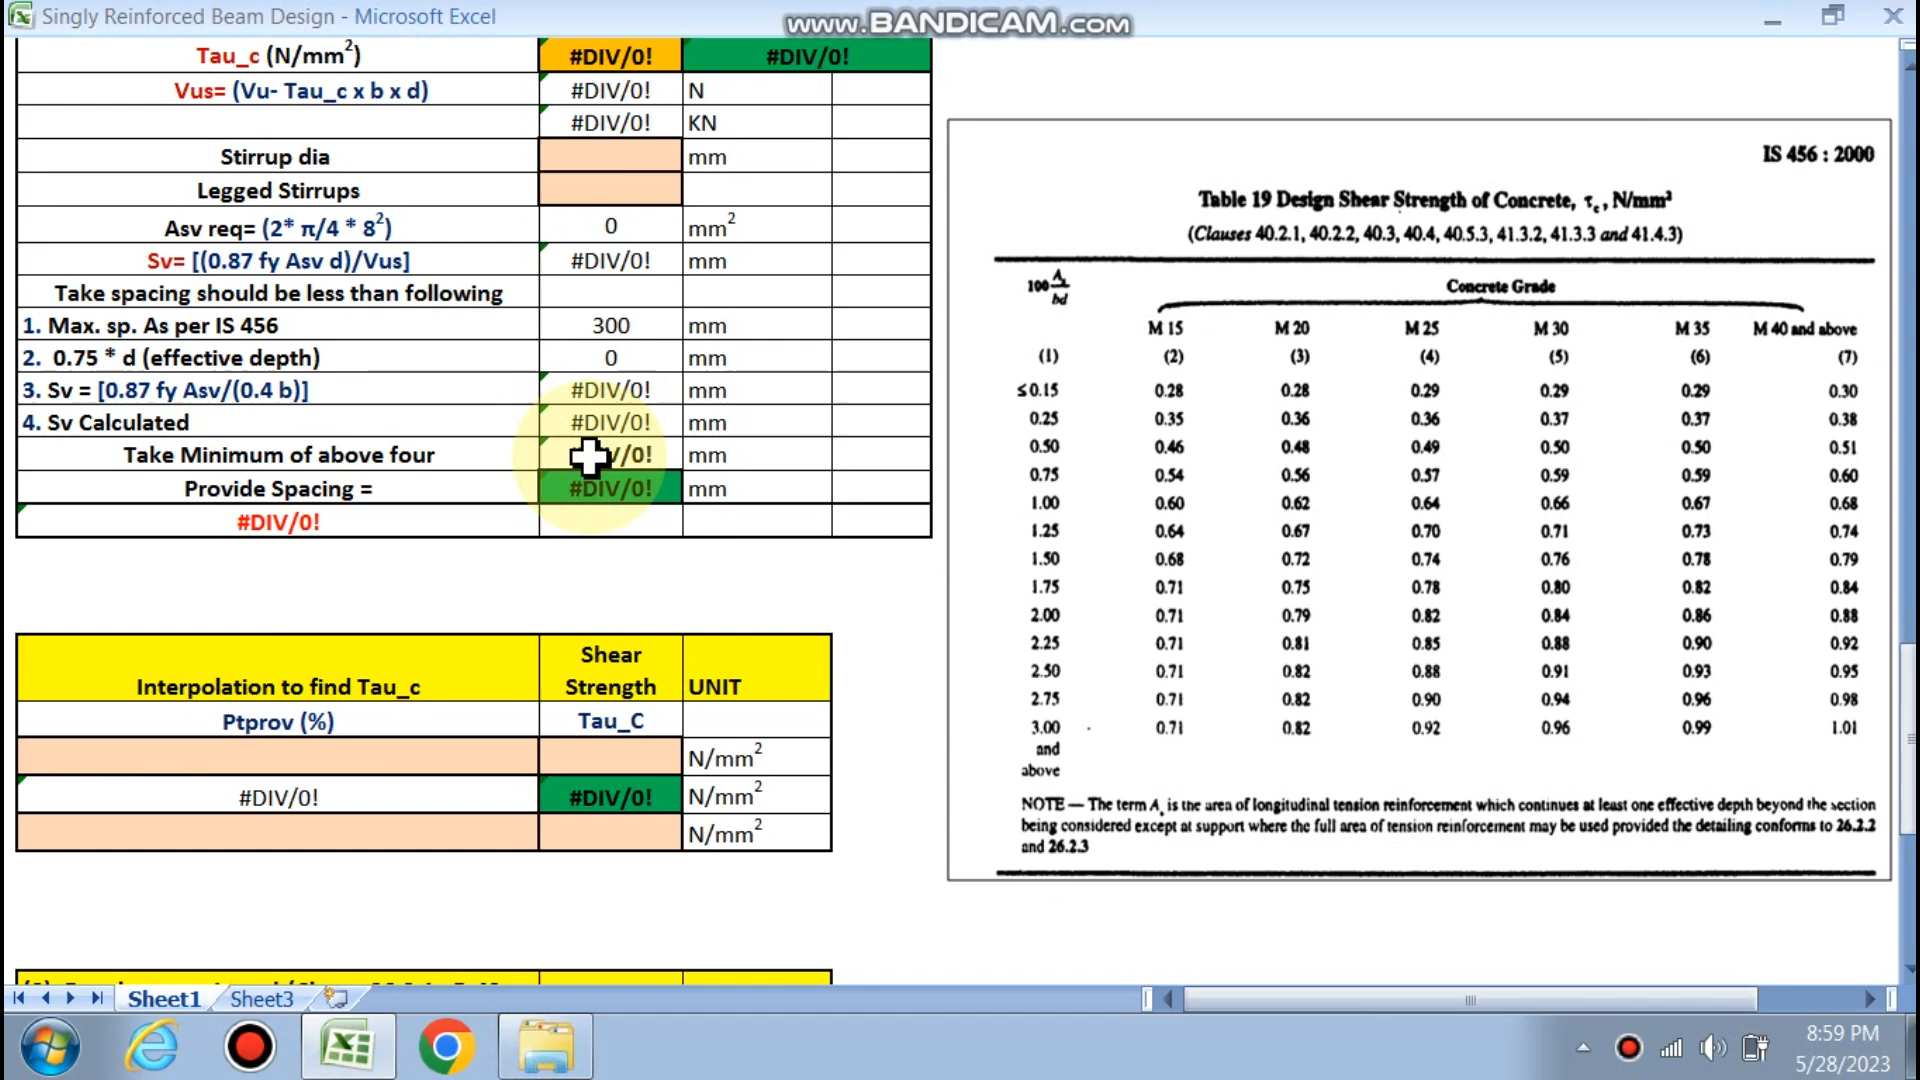 Singly Reinforced Beam Design - Microsoft Excel
www.BANDICAM.com
Tau_c (N/mm²) #DIV/0! #DIV/0!
Vus= (Vu- Tau_c x b x d) #DIV/0! N
#DIV/0! KN
Stirrup dia mm
Legged Stirrups
Asv req= (2* π/4 * 8²) 0 mm²
Sv= [(0.87 fy Asv d)/Vus] #DIV/0! mm
Take spacing should be less than following
1. Max. sp. As per IS 456 300 mm
2. 0.75 * d (effective depth) 0 mm
3. Sv = [0.87 fy Asv/(0.4 b)] #DIV/0! mm
4. Sv Calculated #DIV/0! mm
Take Minimum of above four /0! mm
Provide Spacing = #DIV/0! mm
#DIV/0!
Interpolation to find Tau_c Shear Strength UNIT
Ptprov (%) Tau_C
N/mm²
#DIV/0! #DIV/0! N/mm²
N/mm²
IS 456 : 2000
Table 19 Design Shear Strength of Concrete, τc, N/mm²
(Clauses 40.2.1, 40.2.2, 40.3, 40.4, 40.5.3, 41.3.2, 41.3.3 and 41.4.3)
100 As/bd Concrete Grade
M 15 M 20 M 25 M 30 M 35 M 40 and above
(1) (2) (3) (4) (5) (6) (7)
≤0.15 0.28 0.28 0.29 0.29 0.29 0.30
0.25 0.35 0.36 0.36 0.37 0.37 0.38
0.50 0.46 0.48 0.49 0.50 0.50 0.51
0.75 0.54 0.56 0.57 0.59 0.59 0.60
1.00 0.60 0.62 0.64 0.66 0.67 0.68
1.25 0.64 0.67 0.70 0.71 0.73 0.74
1.50 0.68 0.72 0.74 0.76 0.78 0.79
1.75 0.71 0.75 0.78 0.80 0.82 0.84
2.00 0.71 0.79 0.82 0.84 0.86 0.88
2.25 0.71 0.81 0.85 0.88 0.90 0.92
2.50 0.71 0.82 0.88 0.91 0.93 0.95
2.75 0.71 0.82 0.90 0.94 0.96 0.98
3.00 0.71 0.82 0.92 0.96 0.99 1.01
and
above
NOTE — The term As is the area of longitudinal tension reinforcement which continues at least one effective depth beyond the section
being considered except at support where the full area of tension reinforcement may be used provided the detailing conforms to 26.2.2
and 26.2.3
Sheet1 Sheet3
8:59 PM
5/28/2023